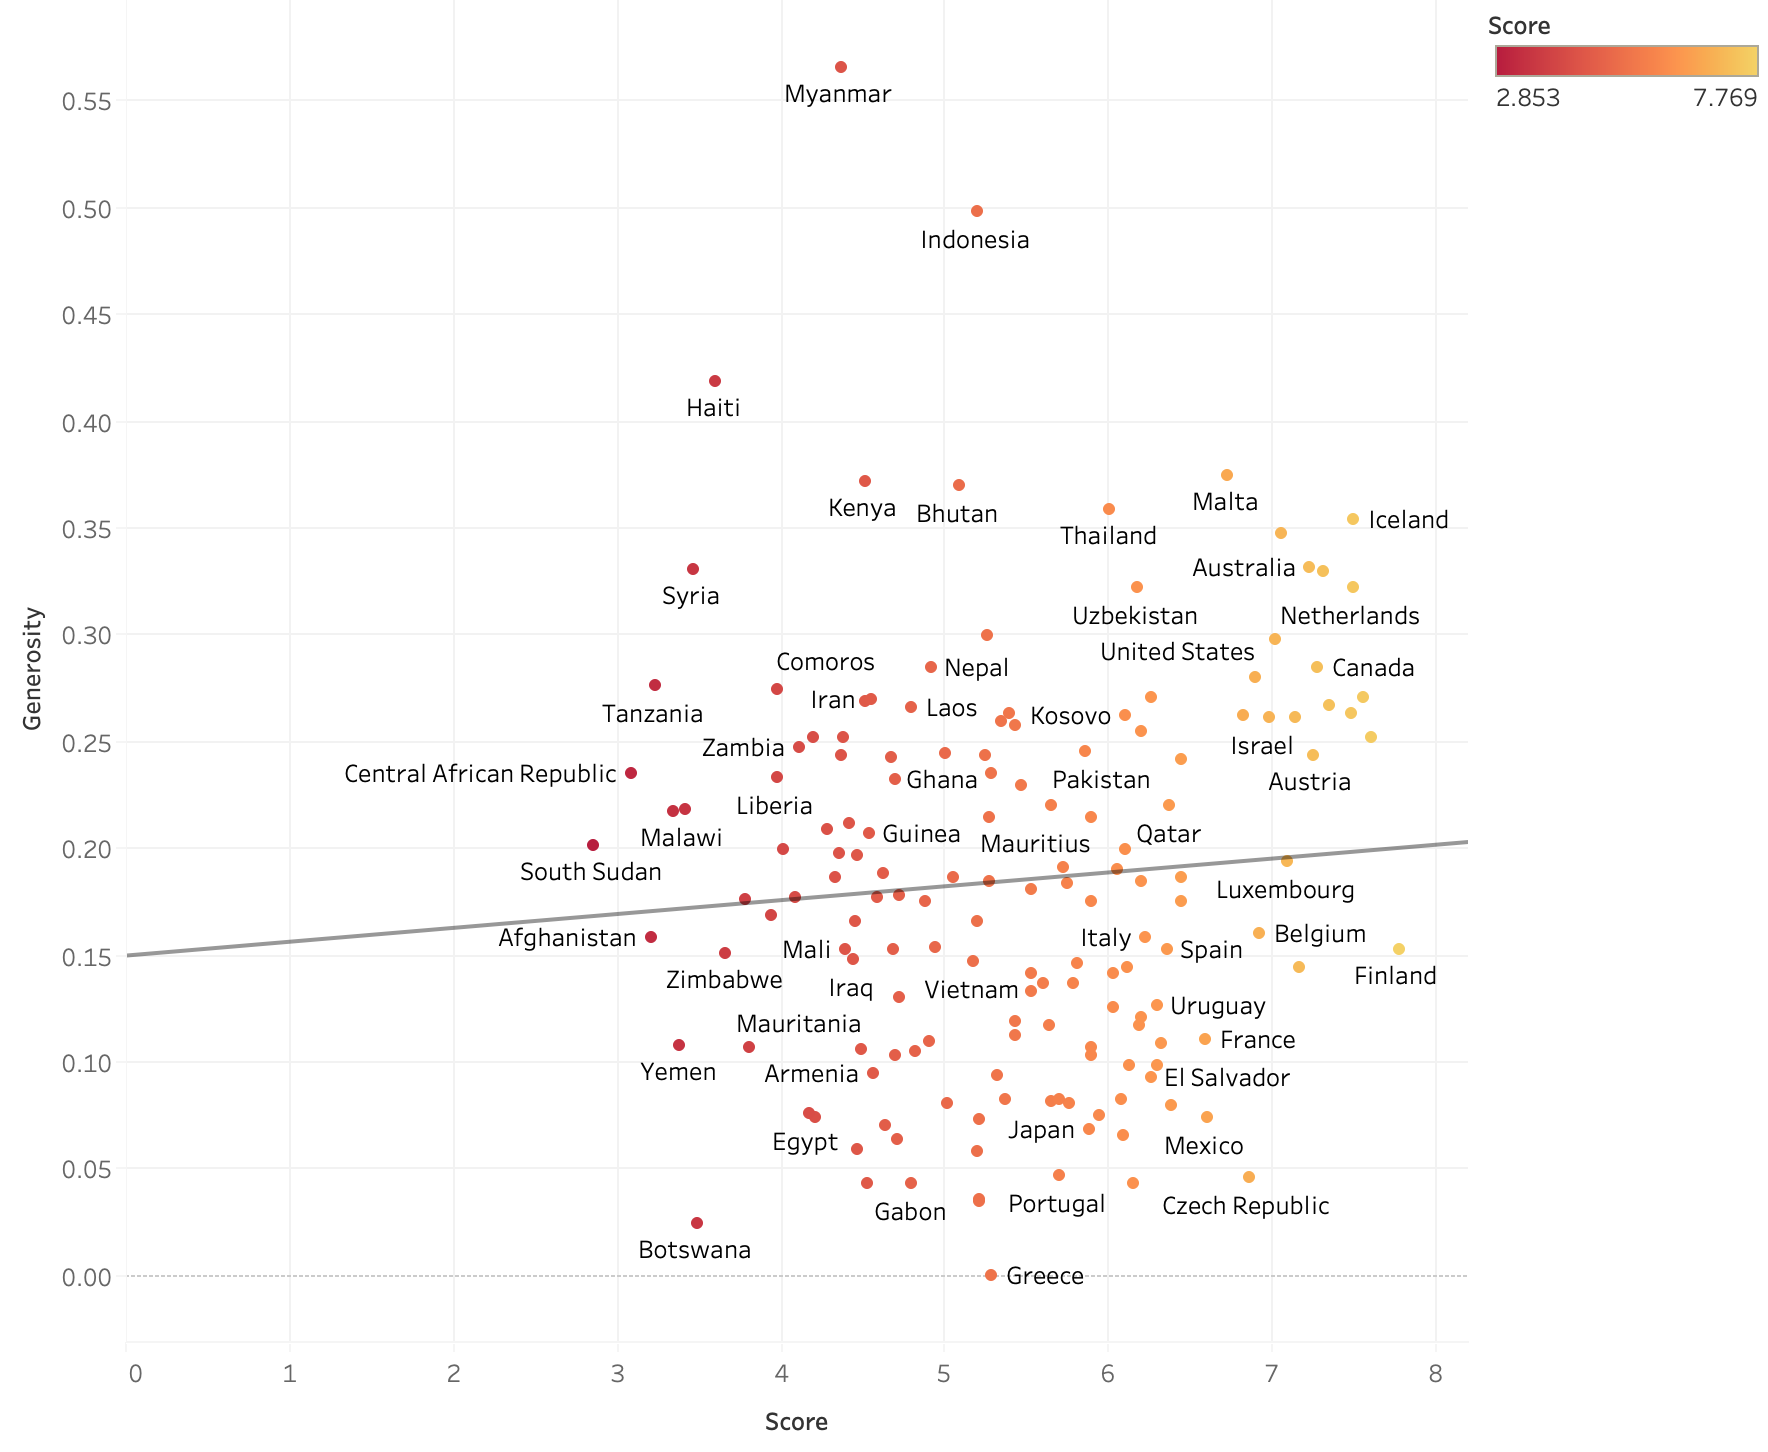 Score
2.853 7.769
0.55
Myanmar
0.50
Indonesia
0.45
Haiti
0.40
Kenya
Bhutan
Malta
Thailand
Iceland
0.35
Australia
Syria
Uzbekistan
Netherlands
0.30
United States
Comoros
Nepal
Canada
Iran
Laos
Tanzania
Kosovo
Generosity
0.25
Zambia
Israel
Central African Republic
Ghana
Pakistan
Austria
Liberia
Malawi
Guinea
Mauritius
Qatar
0.20
South Sudan
Luxembourg
Afghanistan
Italy
Belgium
Mali
Spain
0.15
Zimbabwe
Iraq
Vietnam
Finland
Mauritania
Uruguay
France
0.10
Yemen
Armenia
El Salvador
Egypt
Japan
Mexico
0.05
Gabon
Portugal
Czech Republic
Botswana
0.00
Greece
0 1 2 3 4 5 6 7 8
Score